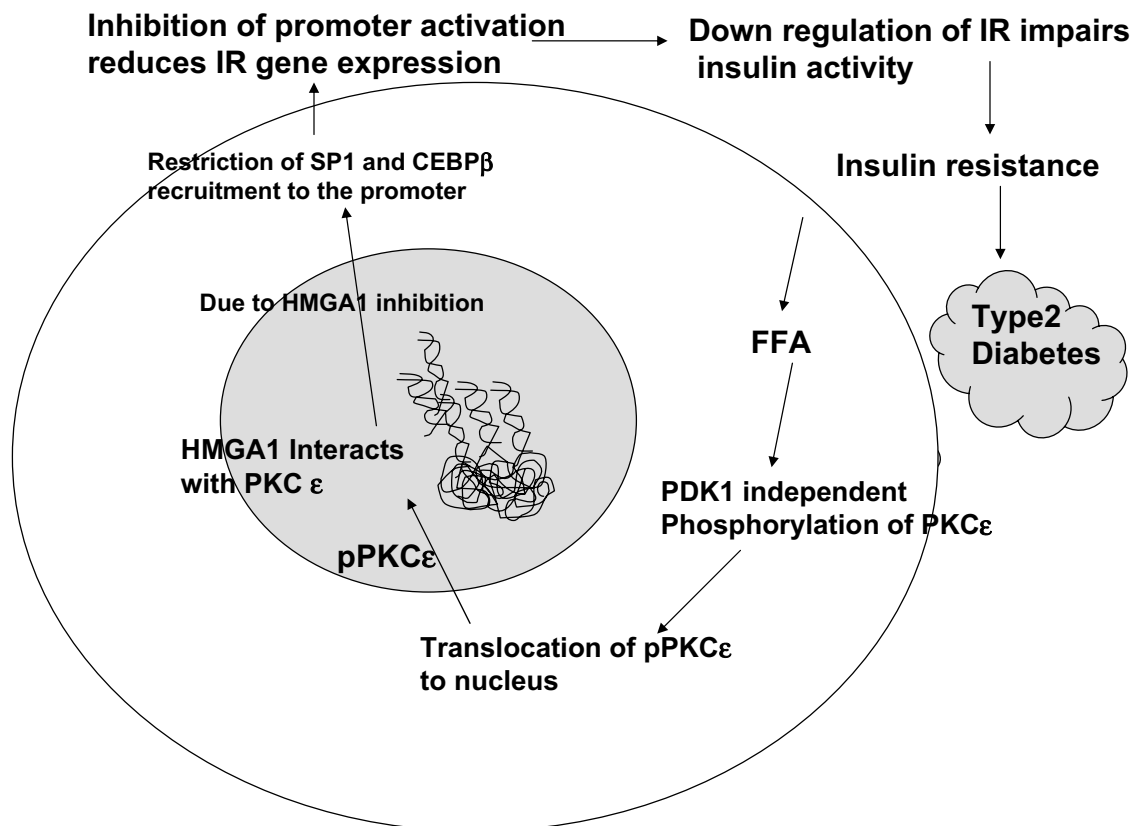 Inhibition of promoter activation
reduces IR gene expression
Down regulation of IR impairs
insulin activity
Restriction of SP1 and CEBPβ
recruitment to the promoter
Insulin resistance
Due to HMGA1 inhibition
FFA
Type2
Diabetes
HMGA1 Interacts
with PKC ε
PDK1 independent
Phosphorylation of PKCε
pPKCε
Translocation of pPKCε
to nucleus